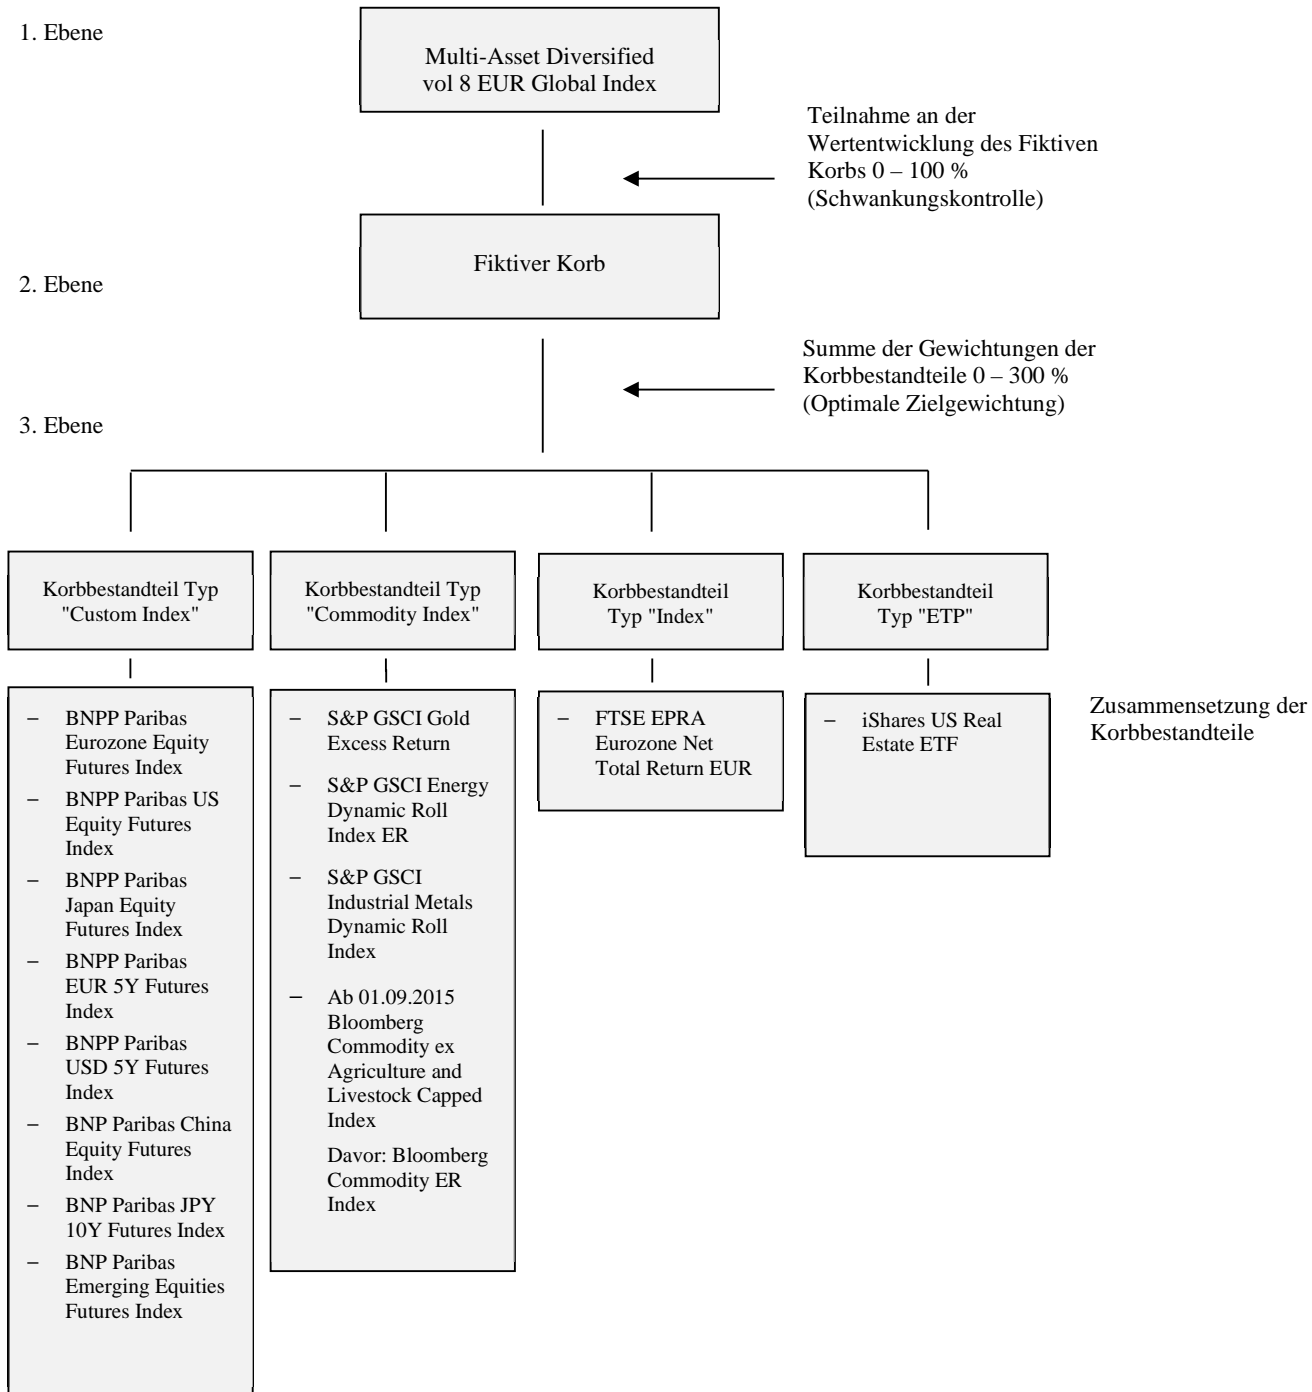 1. Ebene
Multi-Asset Diversified
vol 8 EUR Global Index
Teilnahme an der
Wertentwicklung des Fiktiven
Korbs 0 – 100 %
(Schwankungskontrolle)
Fiktiver Korb
2. Ebene
Summe der Gewichtungen der
Korbbestandteile 0 – 300 %
(Optimale Zielgewichtung)
3. Ebene
Korbbestandteil Typ
"Custom Index"
Korbbestandteil Typ
"Commodity Index"
Korbbestandteil
Typ "Index"
Korbbestandteil
Typ "ETP"
– BNPP Paribas
Eurozone Equity
Futures Index
– BNPP Paribas US
Equity Futures
Index
– BNPP Paribas
Japan Equity
Futures Index
– BNPP Paribas
EUR 5Y Futures
Index
– BNPP Paribas
USD 5Y Futures
Index
– BNP Paribas China
Equity Futures
Index
– BNP Paribas JPY
10Y Futures Index
– BNP Paribas
Emerging Equities
Futures Index
– S&P GSCI Gold
Excess Return
– S&P GSCI Energy
Dynamic Roll
Index ER
– S&P GSCI
Industrial Metals
Dynamic Roll
Index
– Ab 01.09.2015
Bloomberg
Commodity ex
Agriculture and
Livestock Capped
Index
Davor: Bloomberg
Commodity ER
Index
– FTSE EPRA
Eurozone Net
Total Return EUR
– iShares US Real
Estate ETF
Zusammensetzung der
Korbbestandteile